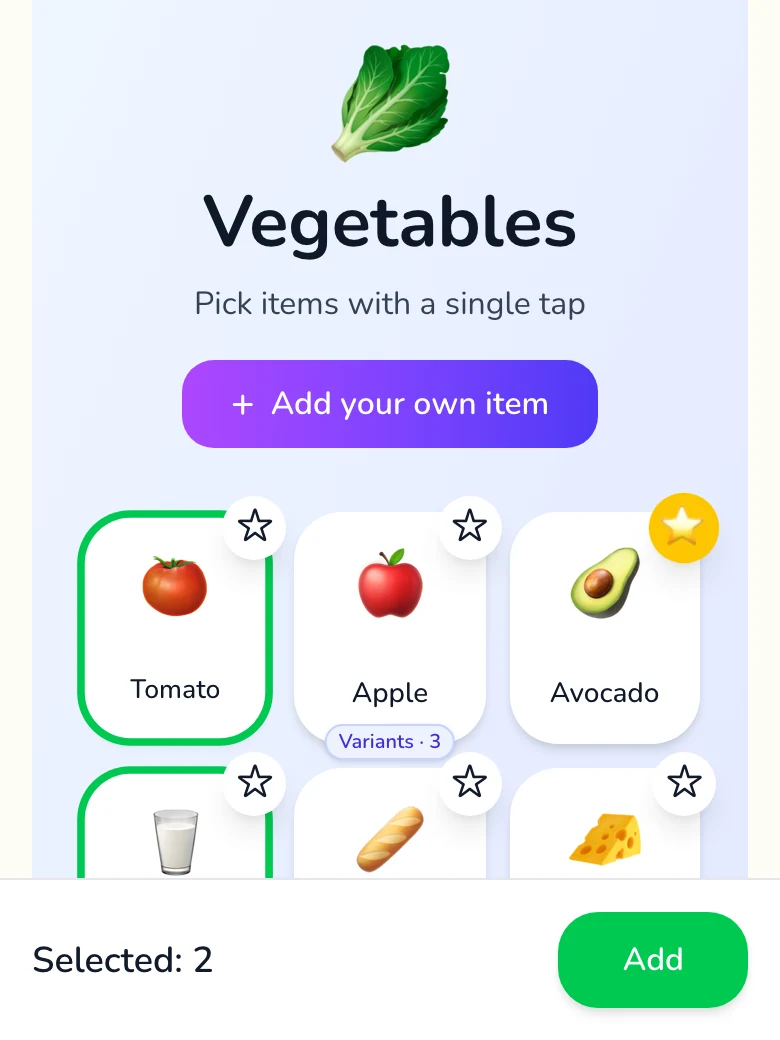 Vegetables
Pick items with a single tap
+ Add your own item
Tomato
Apple
Avocado
Variants · 3
Selected: 2
Add